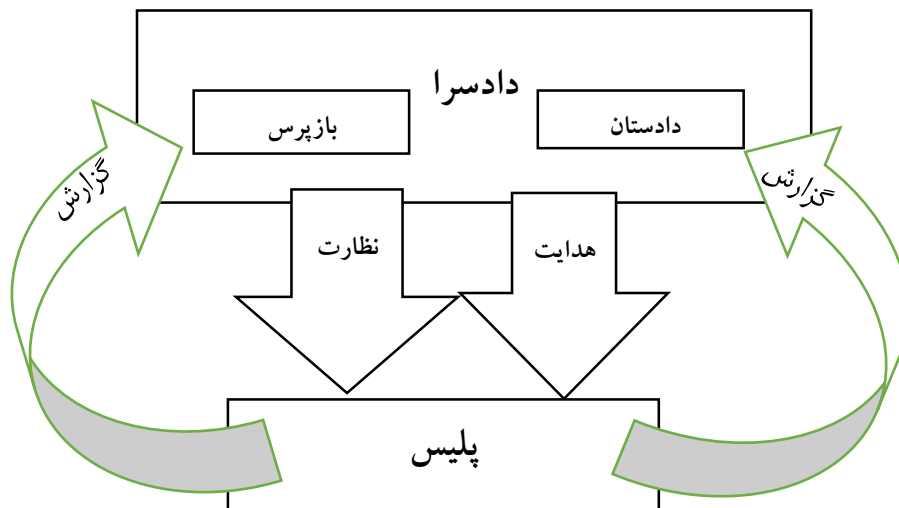 دادسرا
دادستان
بازپرس
گزارش
گزارش
هدایت
نظارت
پلیس